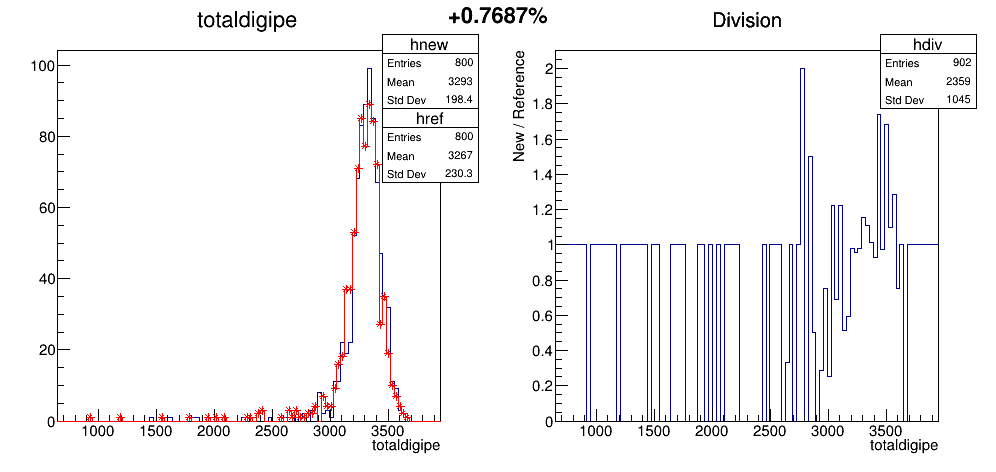 +0.7687%
totaldigipe
hnew
Entries 800
Mean 3293
Std Dev 198.4
href
Entries 800
Mean 3267
Std Dev 230.3
100
80
60
40
20
0
1000 1500 2000 2500 3000 3500
totaldigipe
Division
hdiv
Entries 902
Mean 2359
Std Dev 1045
New / Reference
2
1.8
1.6
1.4
1.2
1
0.8
0.6
0.4
0.2
0
1000 1500 2000 2500 3000 3500
totaldigipe